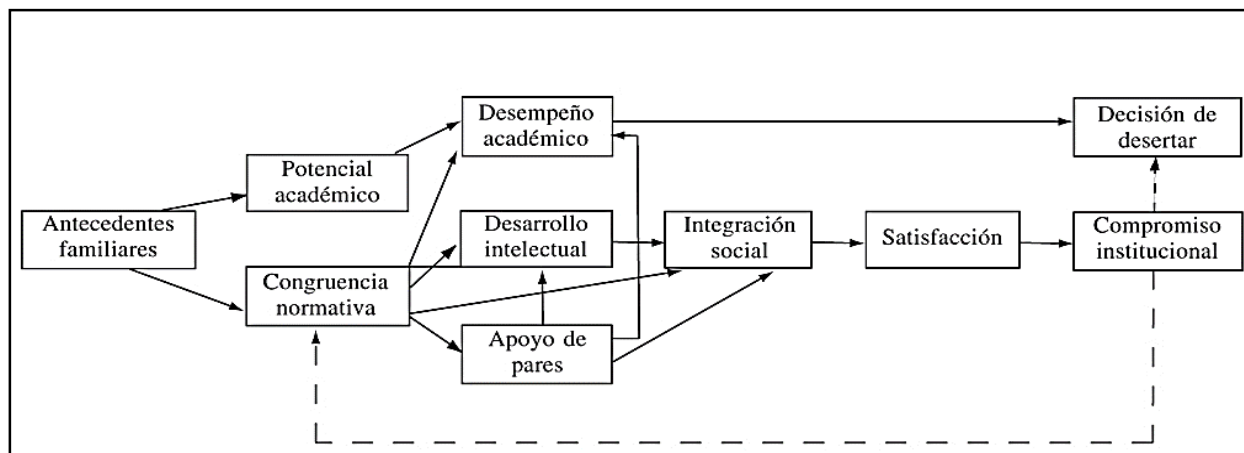 Desempeño
académico
Decisión de
desertar
Potencial
académico
Antecedentes
familiares
Desarrollo
intelectual
Integración
social
Satisfacción
Compromiso
institucional
Congruencia
normativa
Apoyo de
pares